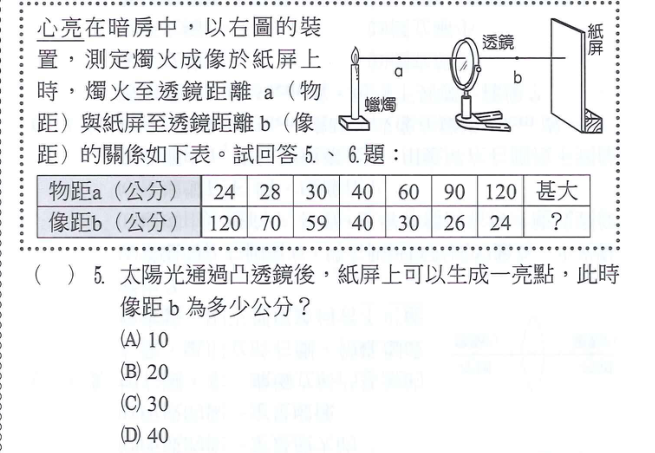 心亮在暗房中，以右圖的裝
置，測定燭火成像於紙屏上
時，燭火至透鏡距離 a（物
距）與紙屏至透鏡距離 b（像
距）的關係如下表。試回答 5、6 題：
透鏡
紙屏
a
b
蠟燭
物距a（公分） 24 28 30 40 60 90 120 甚大
像距b（公分） 120 70 59 40 30 26 24 ?
（ ）5. 太陽光通過凸透鏡後，紙屏上可以生成一亮點，此時
像距 b 為多少公分？
(A) 10
(B) 20
(C) 30
(D) 40